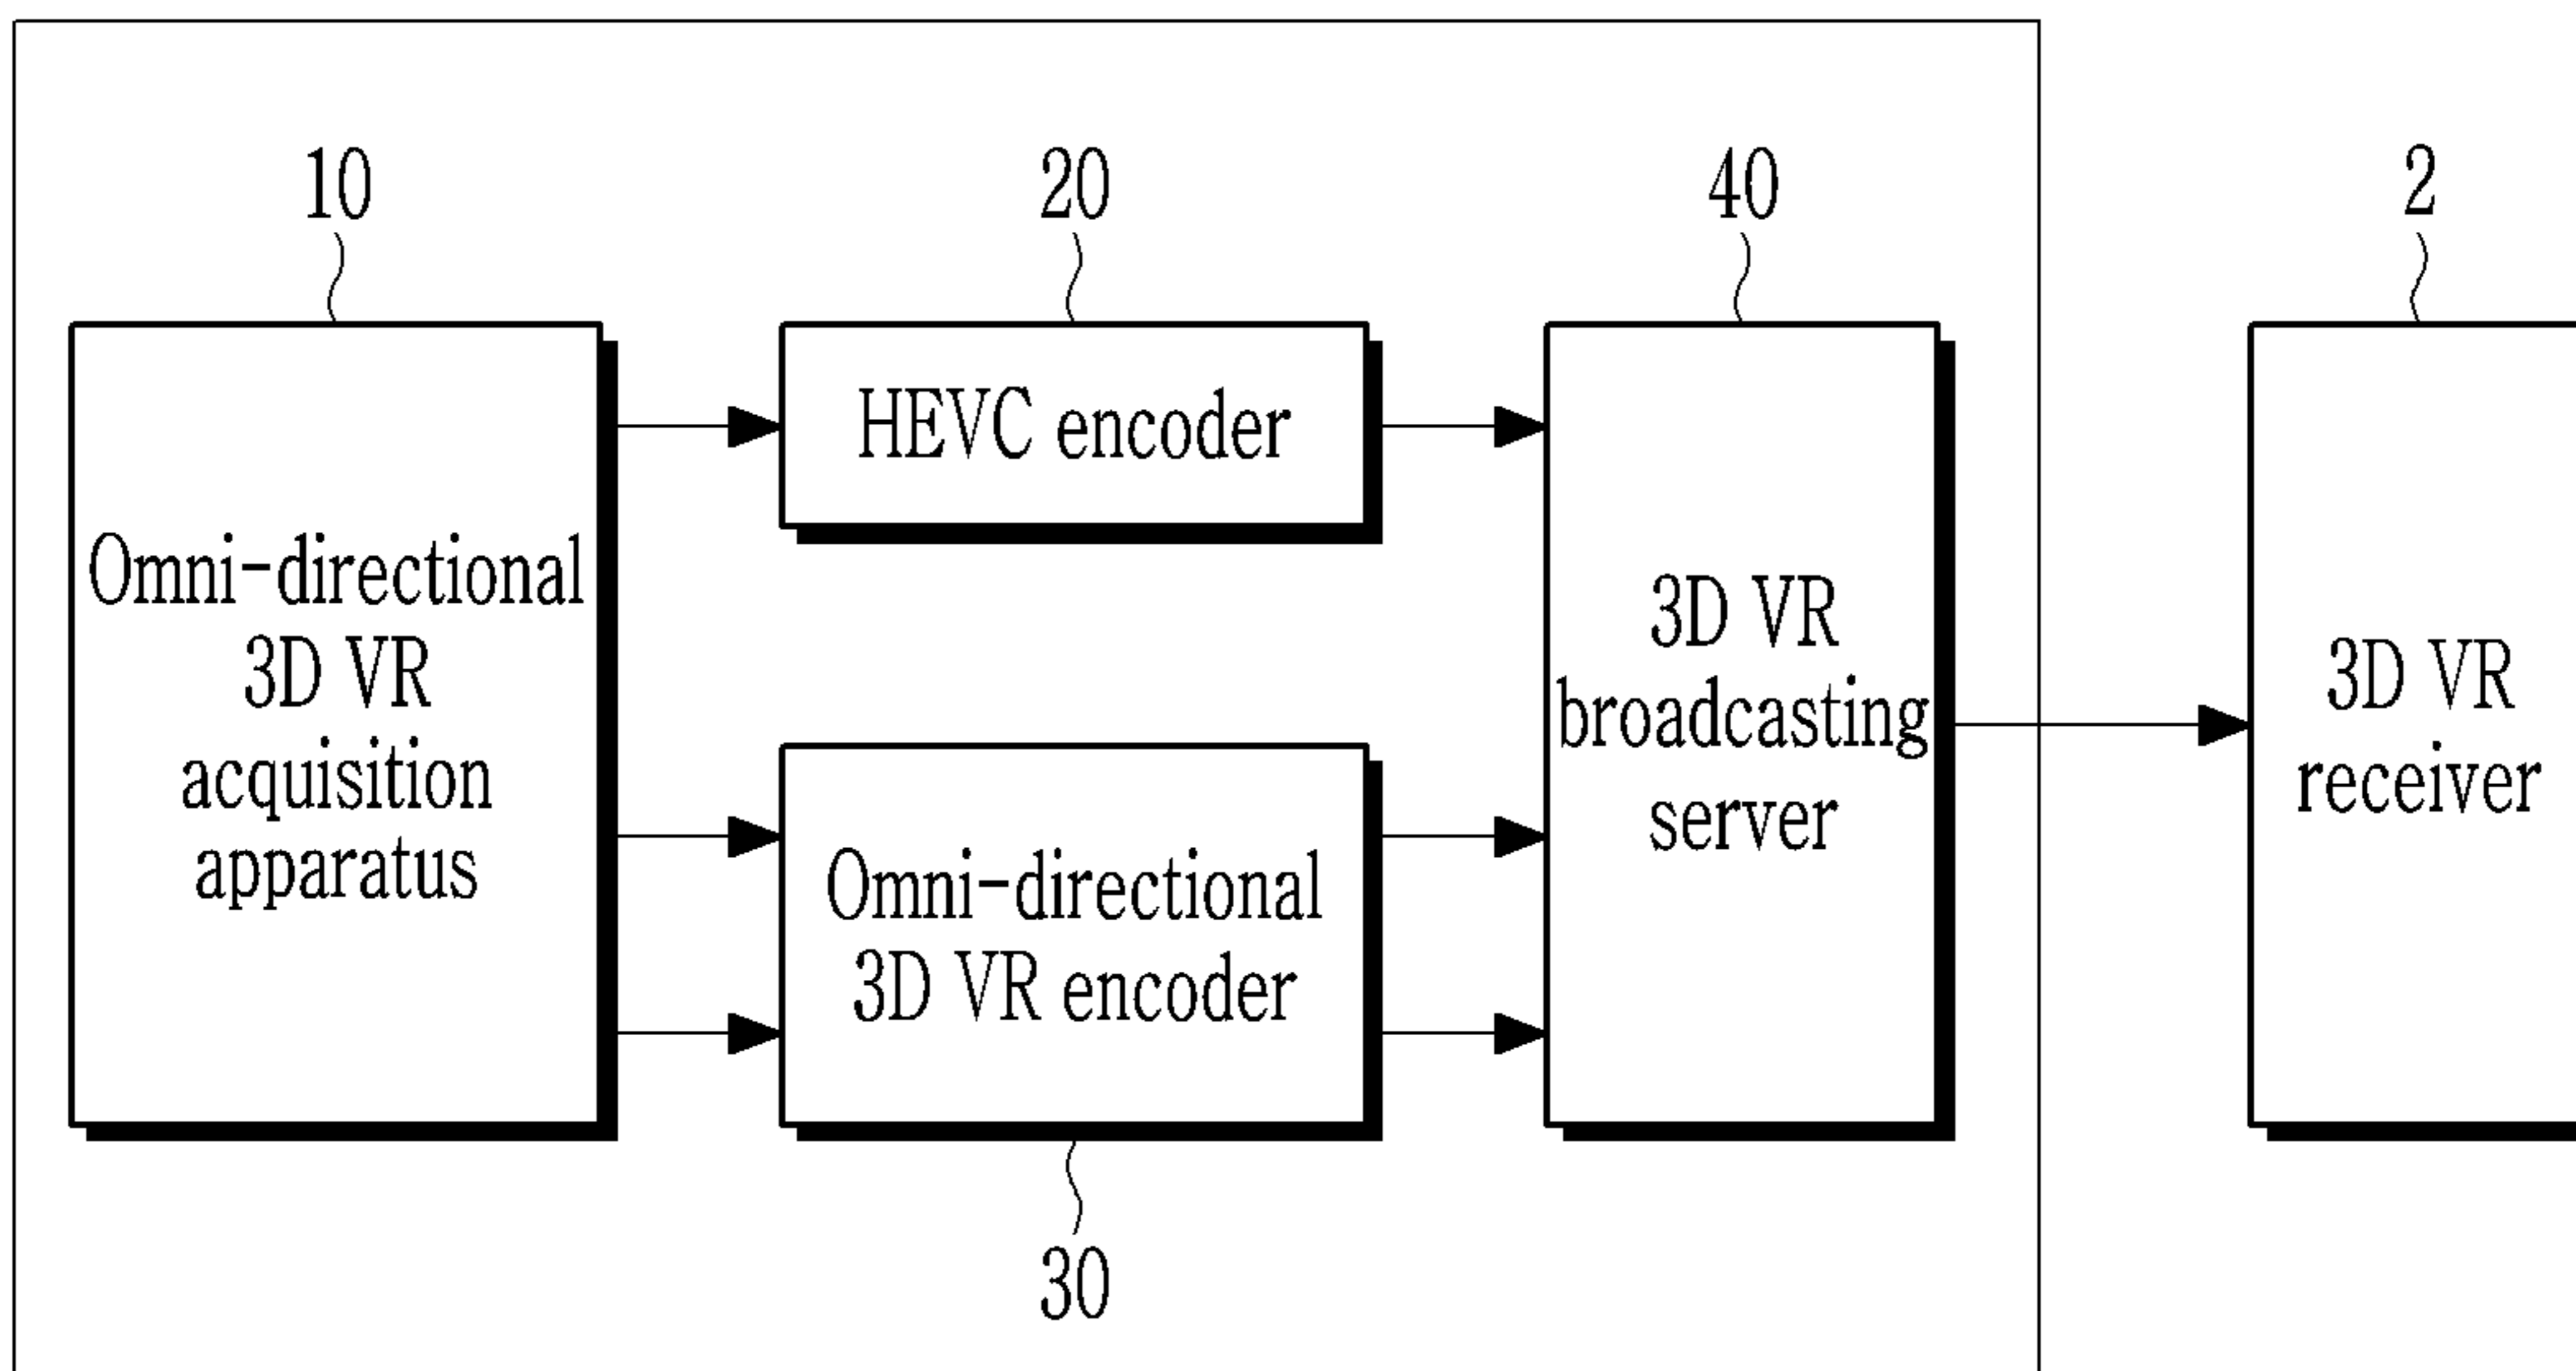 10
20
40
2
Omni-directional
3D VR
acquisition
apparatus
HEVC encoder
Omni-directional
3D VR encoder
30
3D VR
broadcasting
server
3D VR
receiver